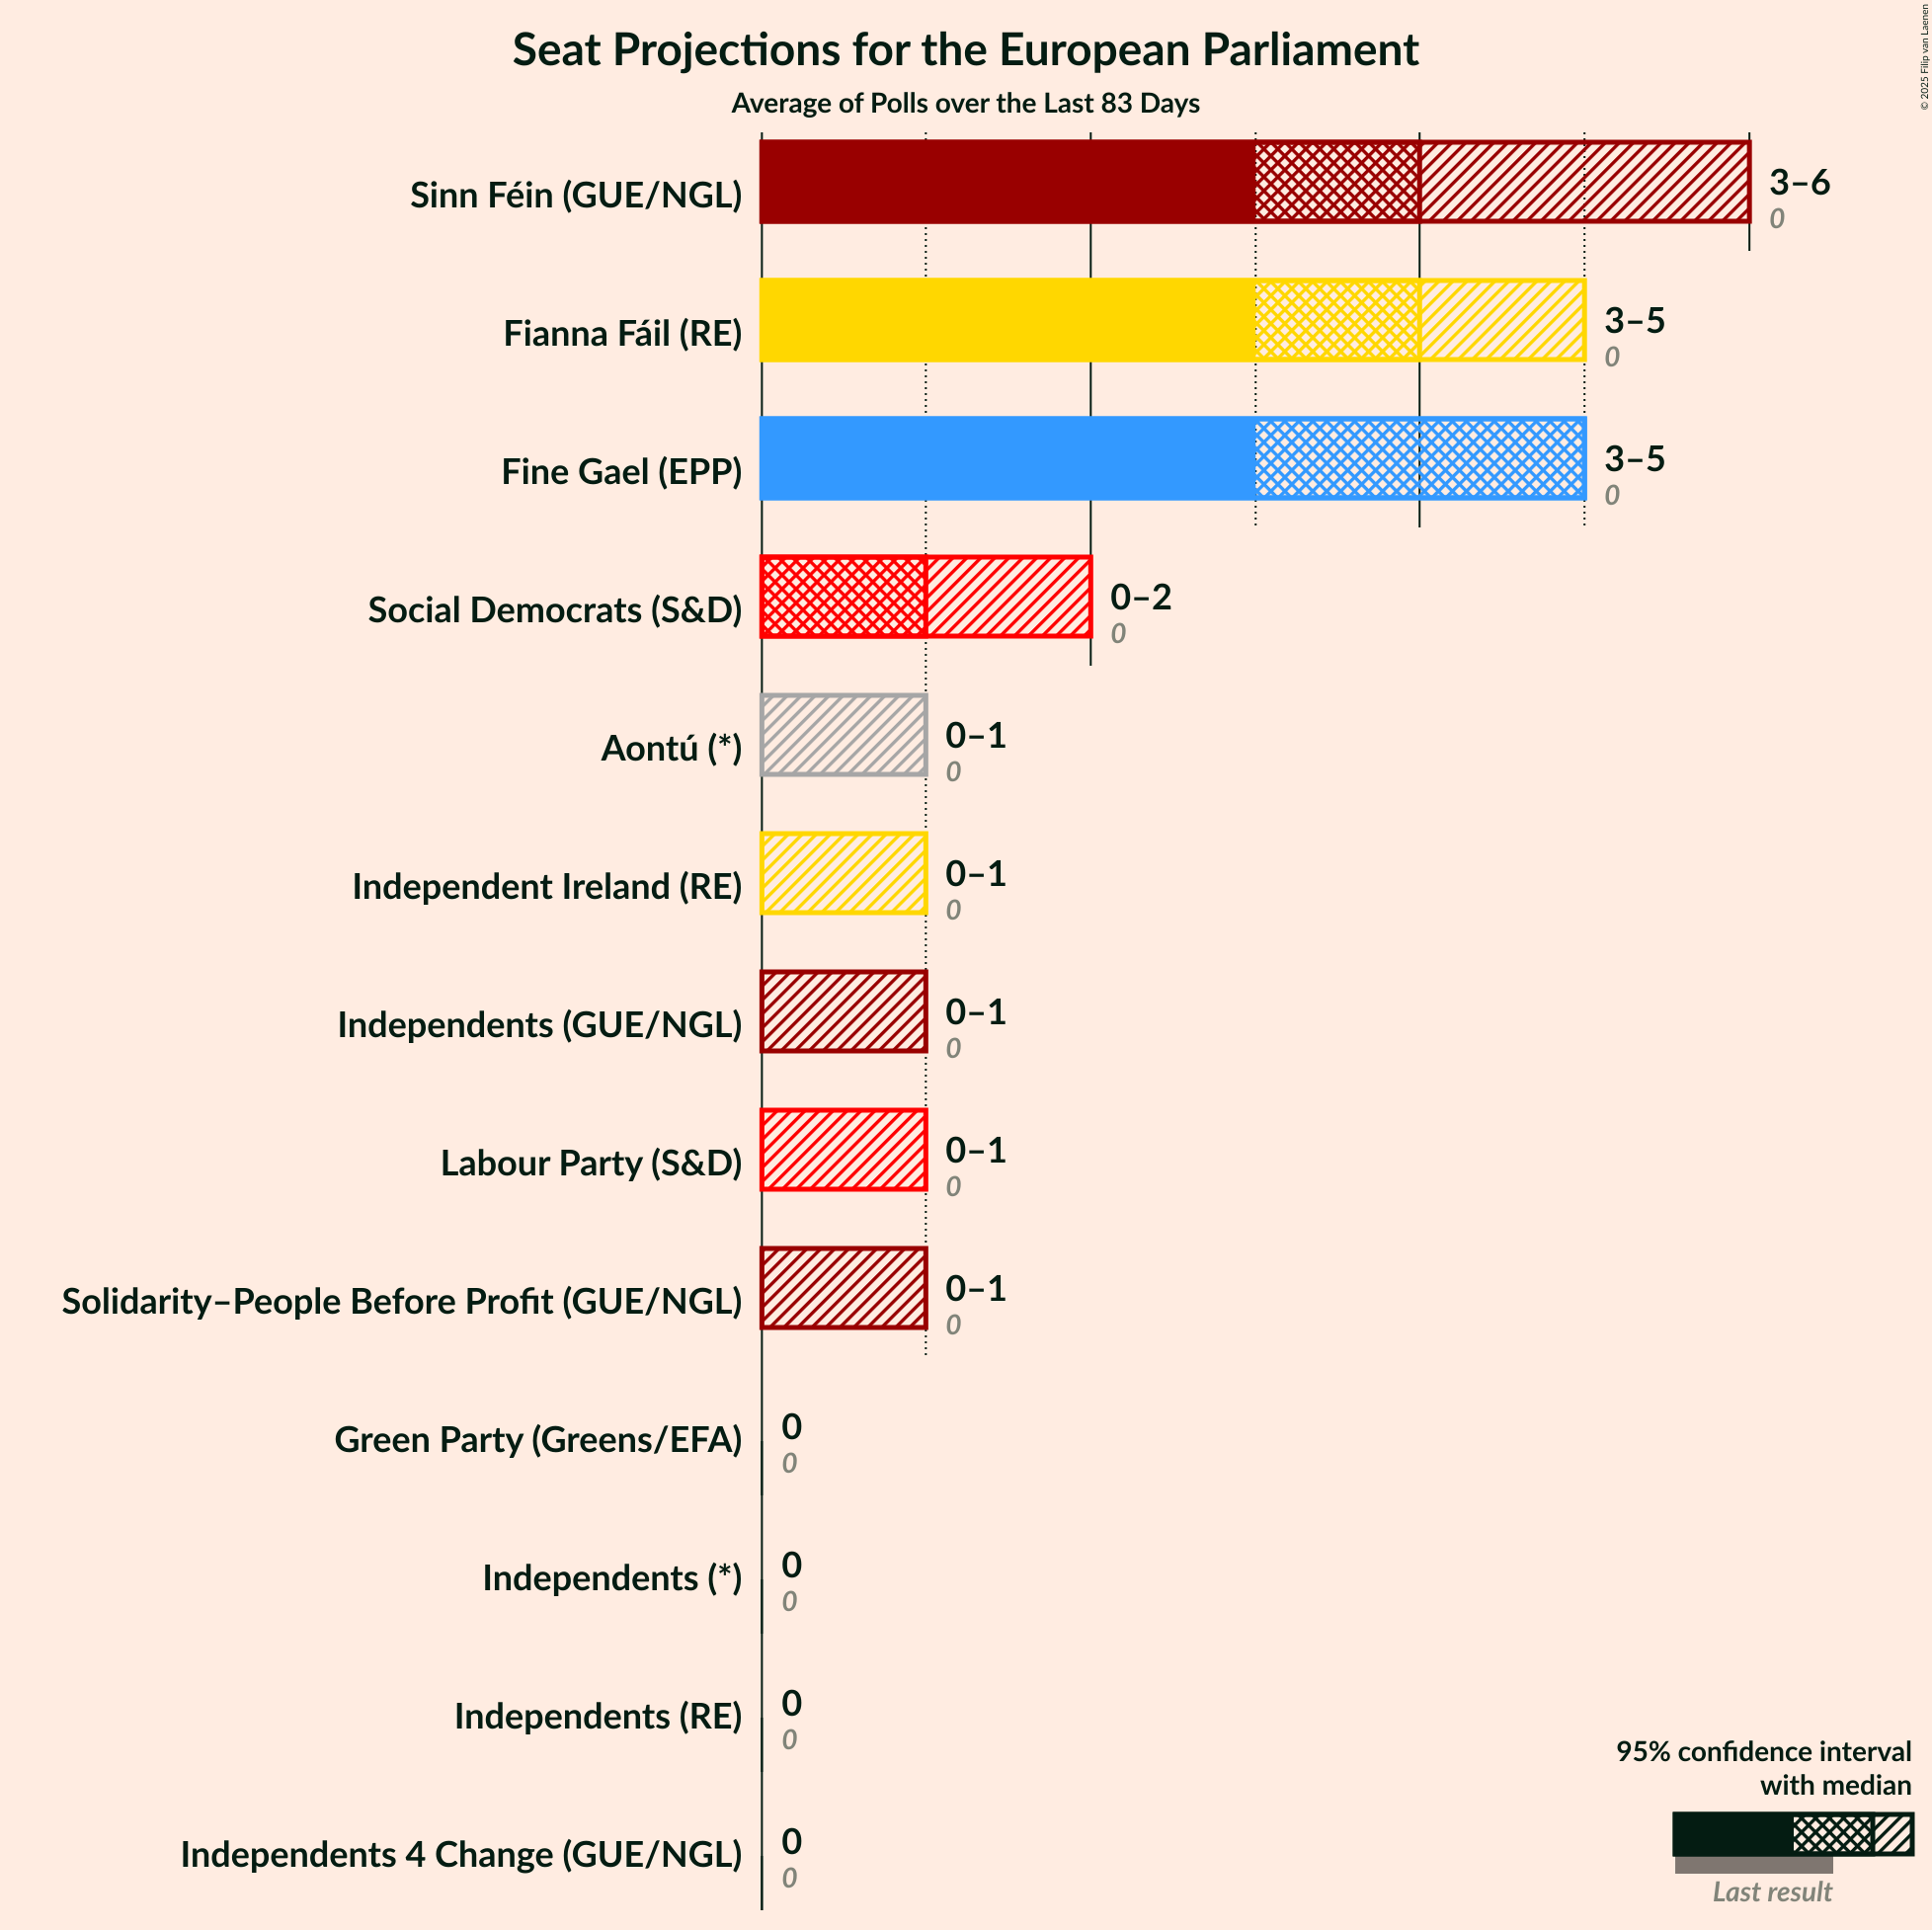 Seat Projections for the European Parliament
Average of Polls over the Last 83 Days
© 2025 Filip van Laenen
Sinn Féin (GUE/NGL)
3–6
0
Fianna Fáil (RE)
3–5
0
Fine Gael (EPP)
3–5
0
Social Democrats (S&D)
0–2
0
Aontú (*)
0–1
0
Independent Ireland (RE)
0–1
0
Independents (GUE/NGL)
0–1
0
Labour Party (S&D)
0–1
0
Solidarity–People Before Profit (GUE/NGL)
0–1
0
Green Party (Greens/EFA)
0
0
Independents (*)
0
0
Independents (RE)
0
0
Independents 4 Change (GUE/NGL)
0
0
95% confidence interval
with median
Last result